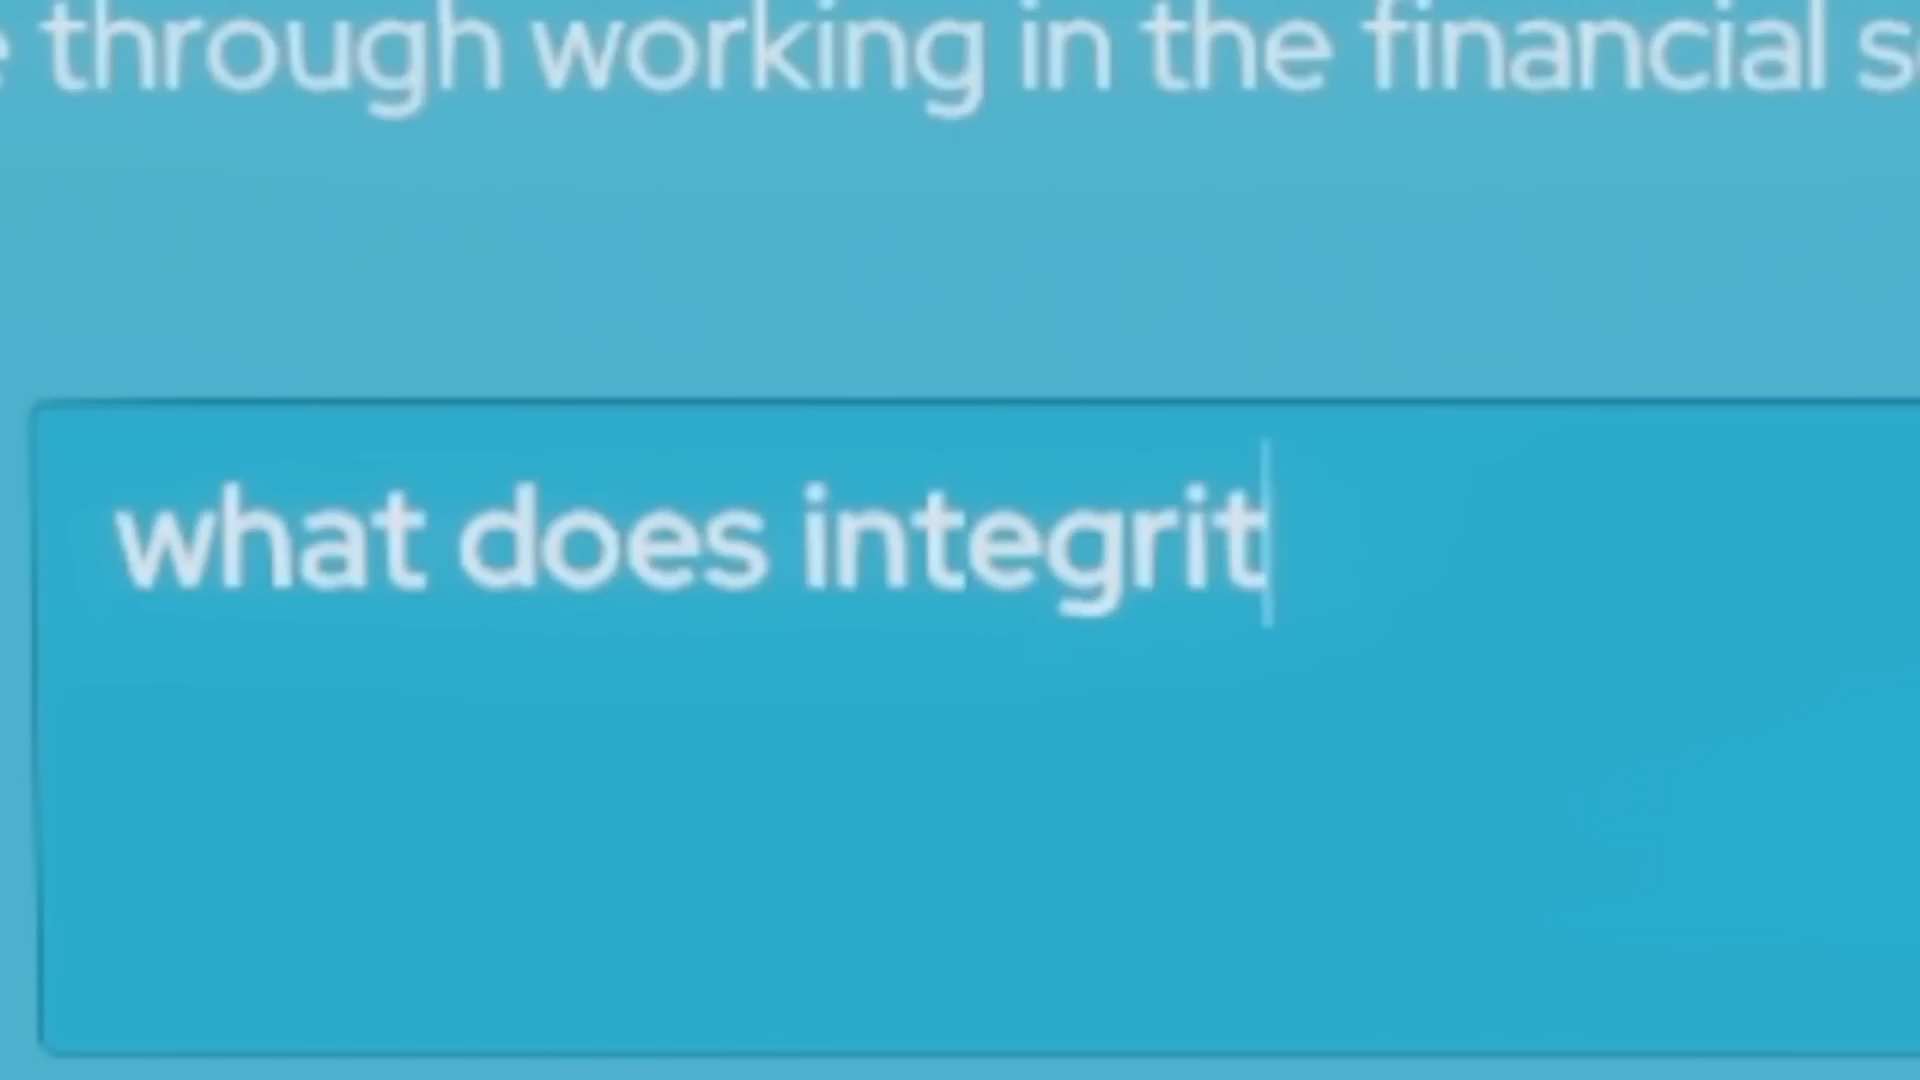 through working in the financial
what does integrit